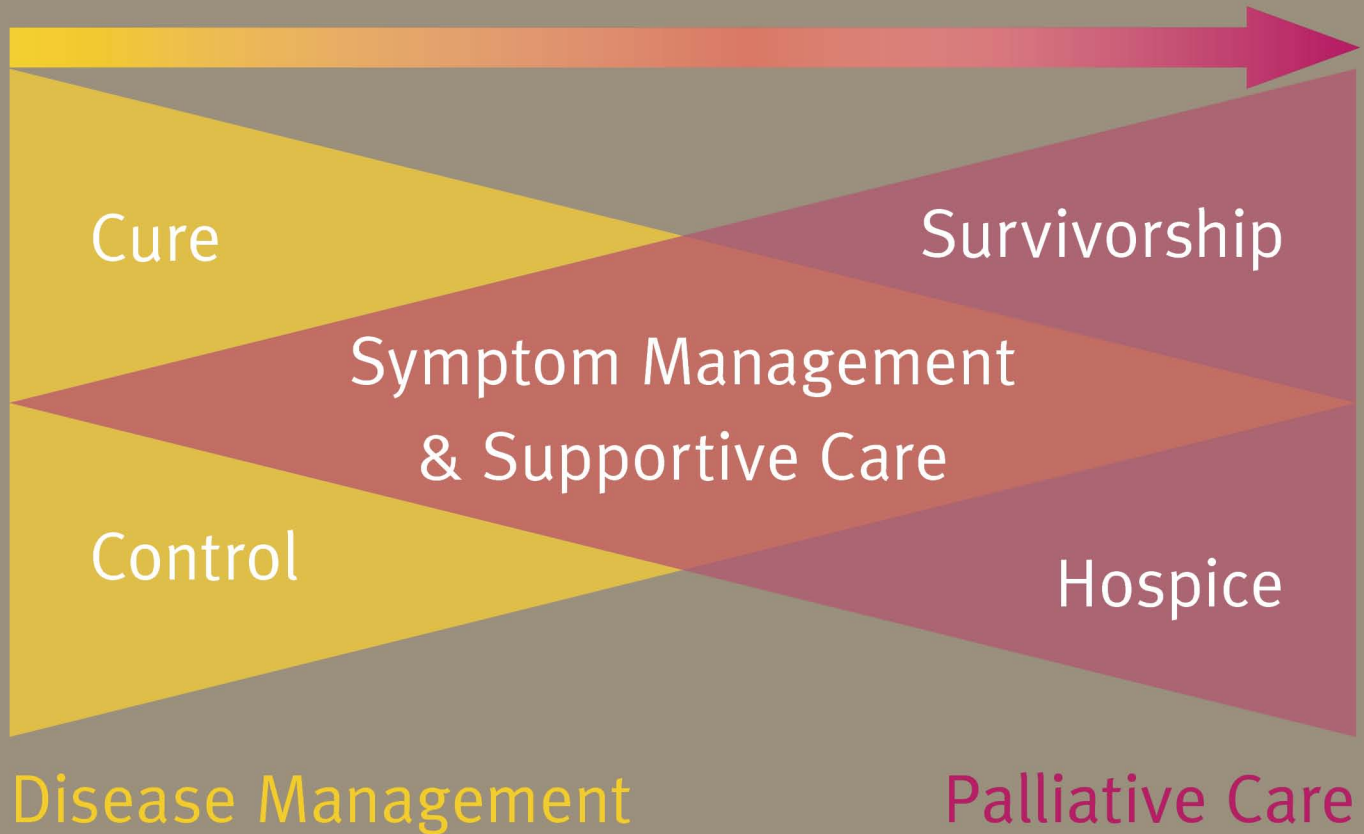 Cure
Survivorship
Symptom Management
& Supportive Care
Control
Hospice
Disease Management
Palliative Care